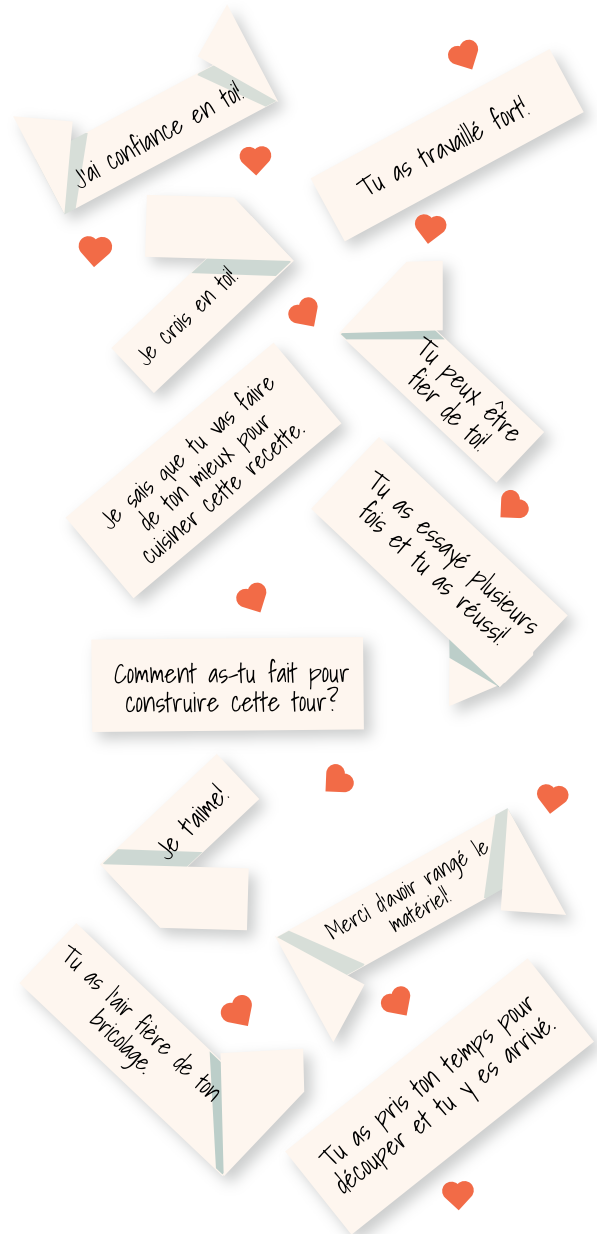 J'ai confiance en toi!
Tu as travaillé fort!
Je crois en toi!
Tu peux être
fier de toi!
Je sais que tu vas faire
de ton mieux pour
cuisiner cette recette.
Tu as essayé plusieurs
fois et tu as réussi!
Comment as-tu fait pour
construire cette tour?
Je t'aime!
Merci d'avoir rangé le
matériel!
Tu as l'air fière de ton
bricolage.
Tu as pris ton temps pour
découper et tu y es arrivé.